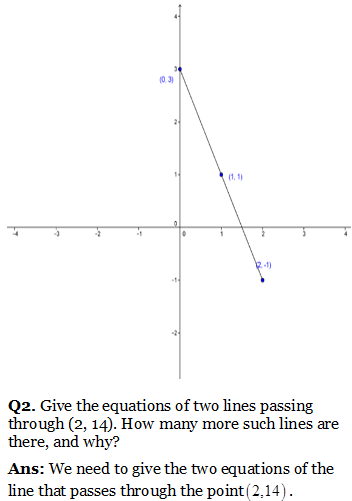 4
3
(0, 3)
2
1
(1, 1)
0
-4 -3 -2 -1 0 1 2 3 4
(2, -1)
-1
-2
Q2. Give the equations of two lines passing
through (2, 14). How many more such lines are
there, and why?
Ans: We need to give the two equations of the
line that passes through the point (2,14).